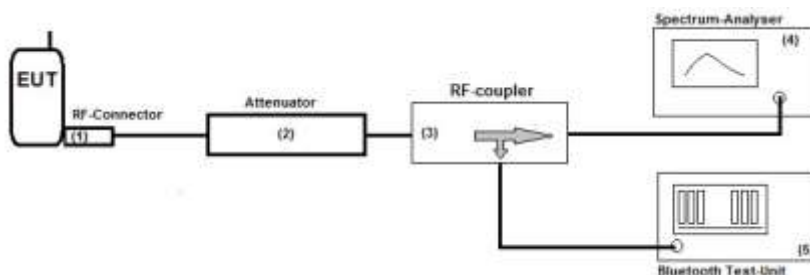 Spectrum-Analyser
(4)
EUT
RF-Connector
(1)
Attenuator
(2)
RF-coupler
(3)
(5)
Bluetooth Test-Unit